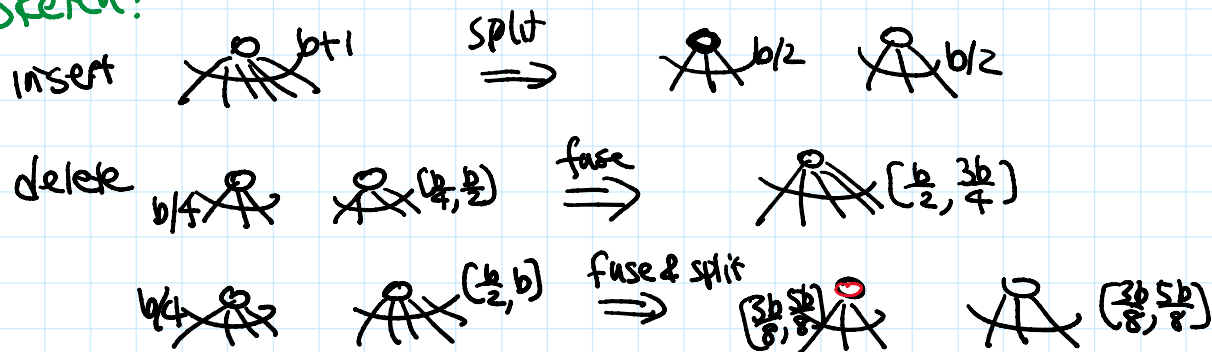 Sketch:
insert b+1 split ⇒ b/2 b/2
delete b/4 [b/4, b/2) fuse ⇒ [b/2, 3b/4)
b/4 [b/2, b] fuse & split ⇒ [3b/8, 5b/8] [3b/8, 5b/8]